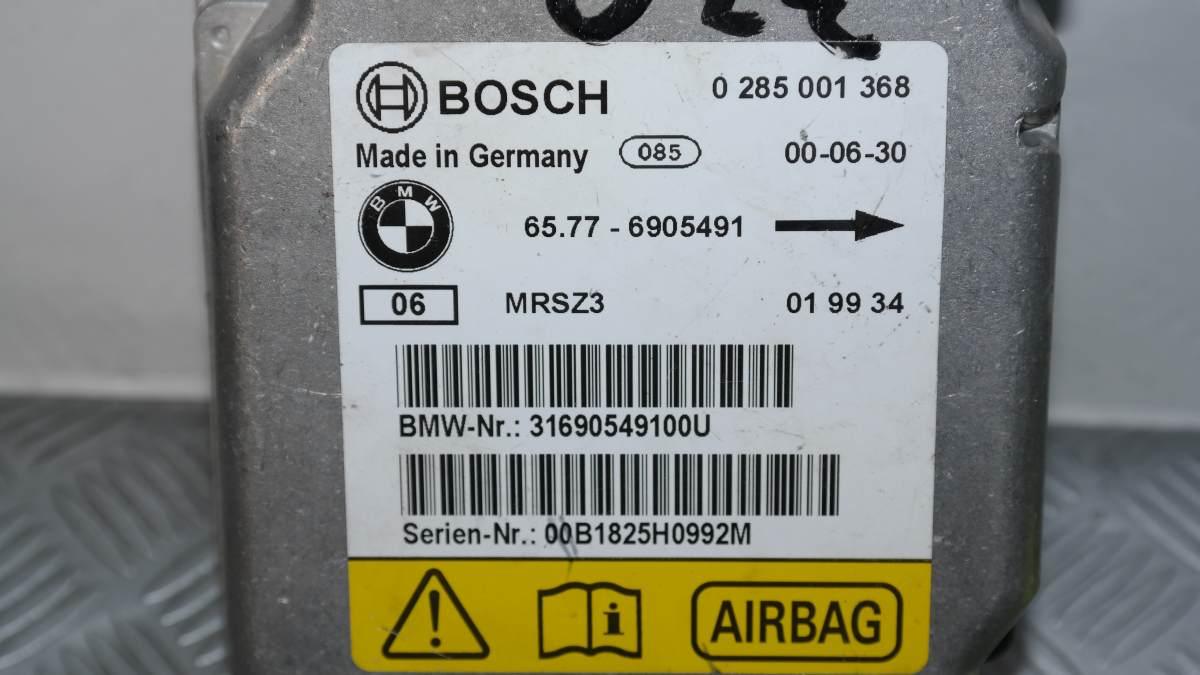 BOSCH 0 285 001 368
Made in Germany 085 00-06-30
BMW
65.77 - 6905491
06 MRSZ3 01 99 34
BMW-Nr.: 31690549100U
Serien-Nr.: 00B1825H0992M
AIRBAG